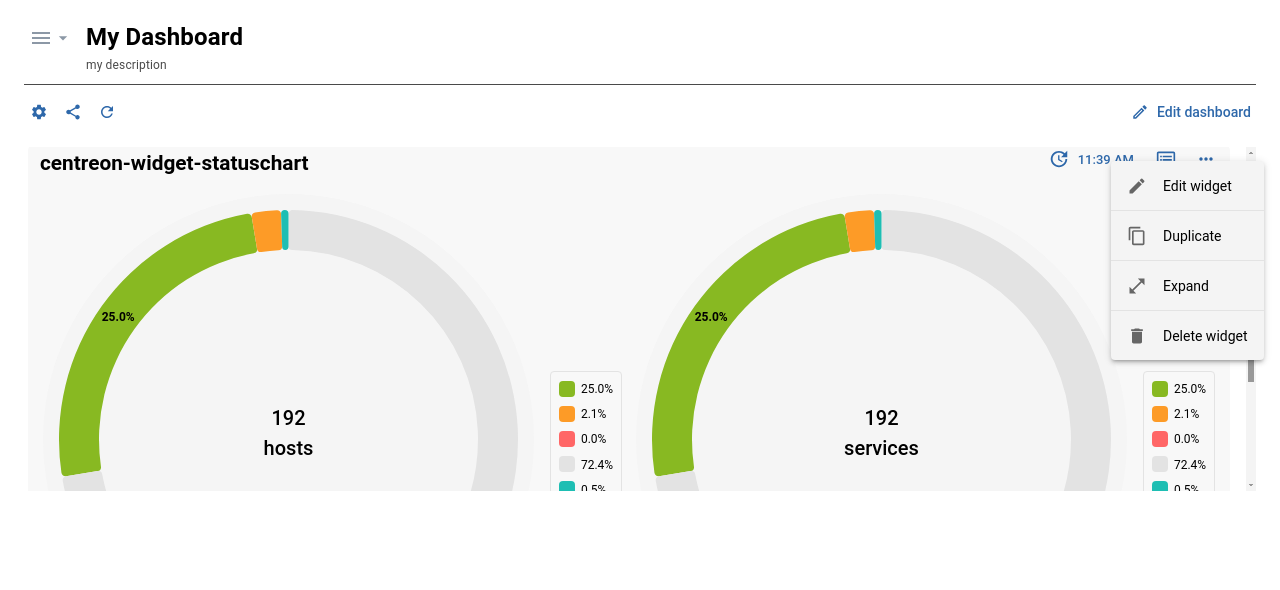 My Dashboard
my description
Edit dashboard
centreon-widget-statuschart
11:39 AM
Edit widget
Duplicate
Expand
Delete widget
25.0%
192
hosts
25.0%
2.1%
0.0%
72.4%
0.5%
25.0%
192
services
25.0%
2.1%
0.0%
72.4%
0.5%